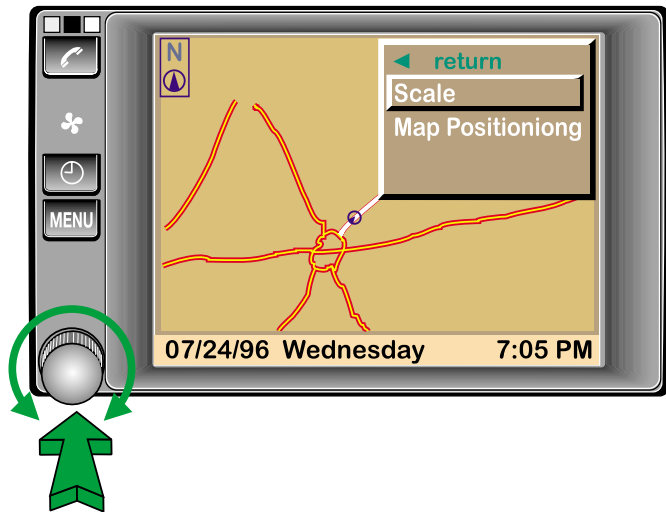 N
◄ return
Scale
Map Positioniong
MENU
07/24/96 Wednesday 7:05 PM